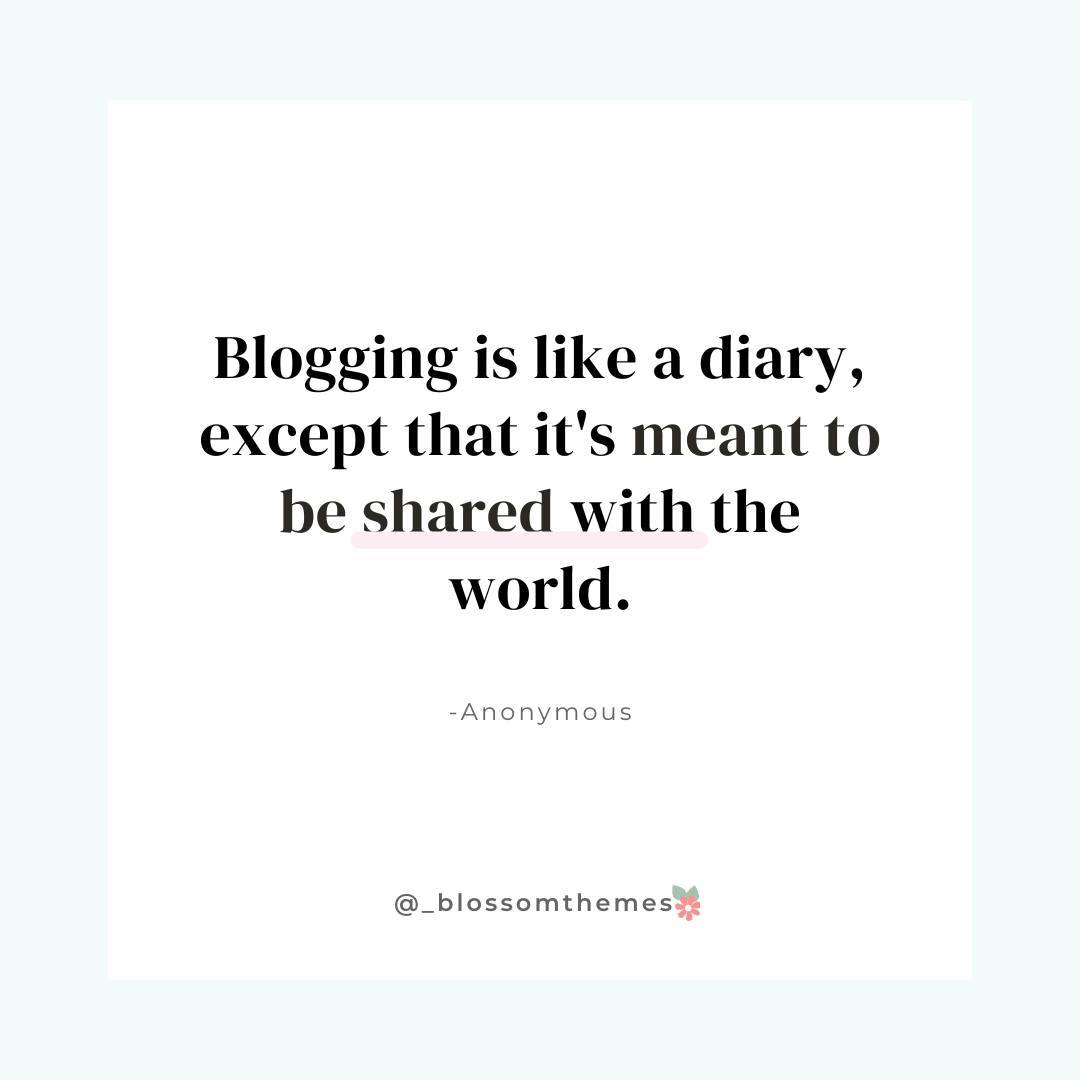 Blogging is like a diary,
except that it's meant to
be shared with the
world.
-Anonymous
@_blossomthemes